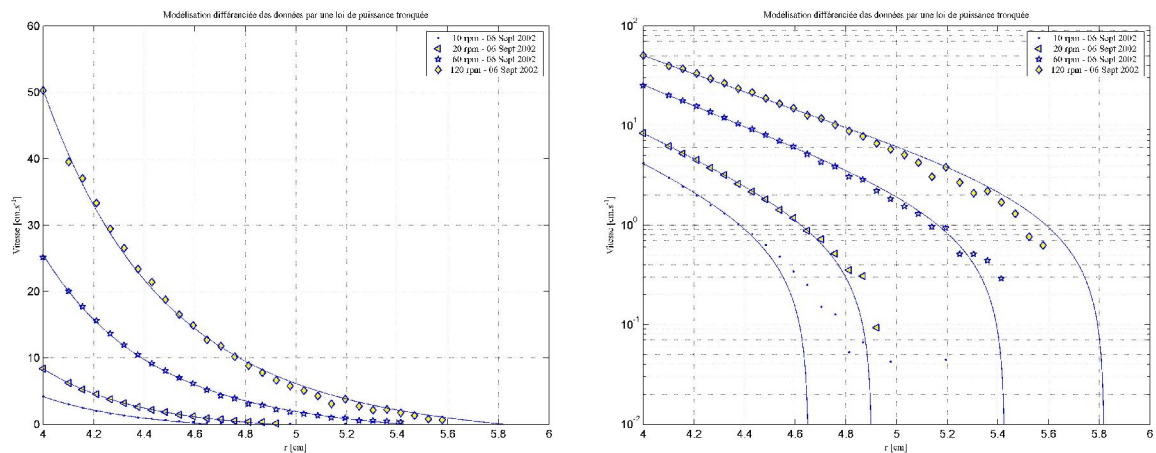 Modélisation différenciée des données par une loi de puissance tronquée
60
50
40
30
20
10
0
Vitesse [cm.s⁻¹]
10 rpm - 06 Sept 2002
20 rpm - 06 Sept 2002
60 rpm - 06 Sept 2002
120 rpm - 06 Sept 2002
4 4.2 4.4 4.6 4.8 5 5.2 5.4 5.6 5.8 6
r [cm]
Modélisation différenciée des données par une loi de puissance tronquée
10²
10¹
10⁰
10⁻¹
10⁻²
Vitesse [cm.s⁻¹]
10 rpm - 06 Sept 2002
20 rpm - 06 Sept 2002
60 rpm - 06 Sept 2002
120 rpm - 06 Sept 2002
4 4.2 4.4 4.6 4.8 5 5.2 5.4 5.6 5.8 6
r [cm]